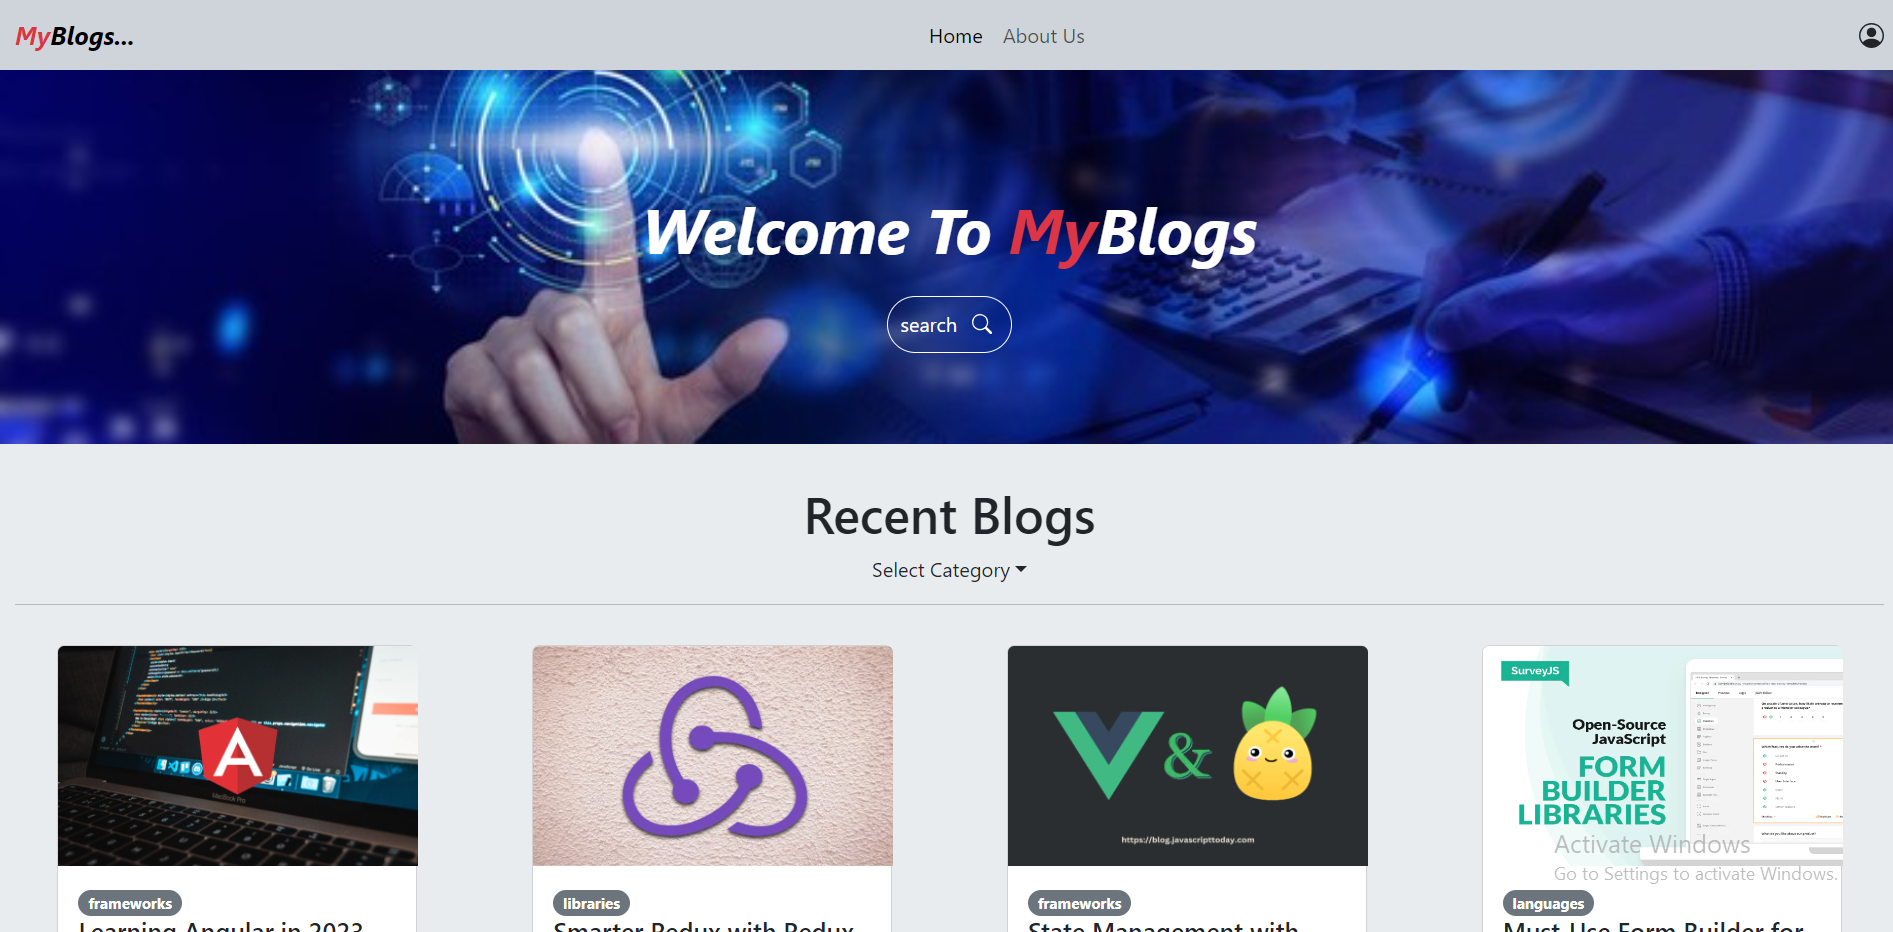 MyBlogs...
Home
About Us
Welcome To MyBlogs
search
Recent Blogs
Select Category
MacBook Pro
&
https://blog.javascripttoday.com
SurveyJS
Open-Source
JavaScript
FORM
BUILDER
LIBRARIES
Activate Windows
Go to Settings to activate Windows.
frameworks
Learning Angular in 2023
libraries
Smarter Redux with Redux
frameworks
State Management with
languages
Must-Use Form Builder for